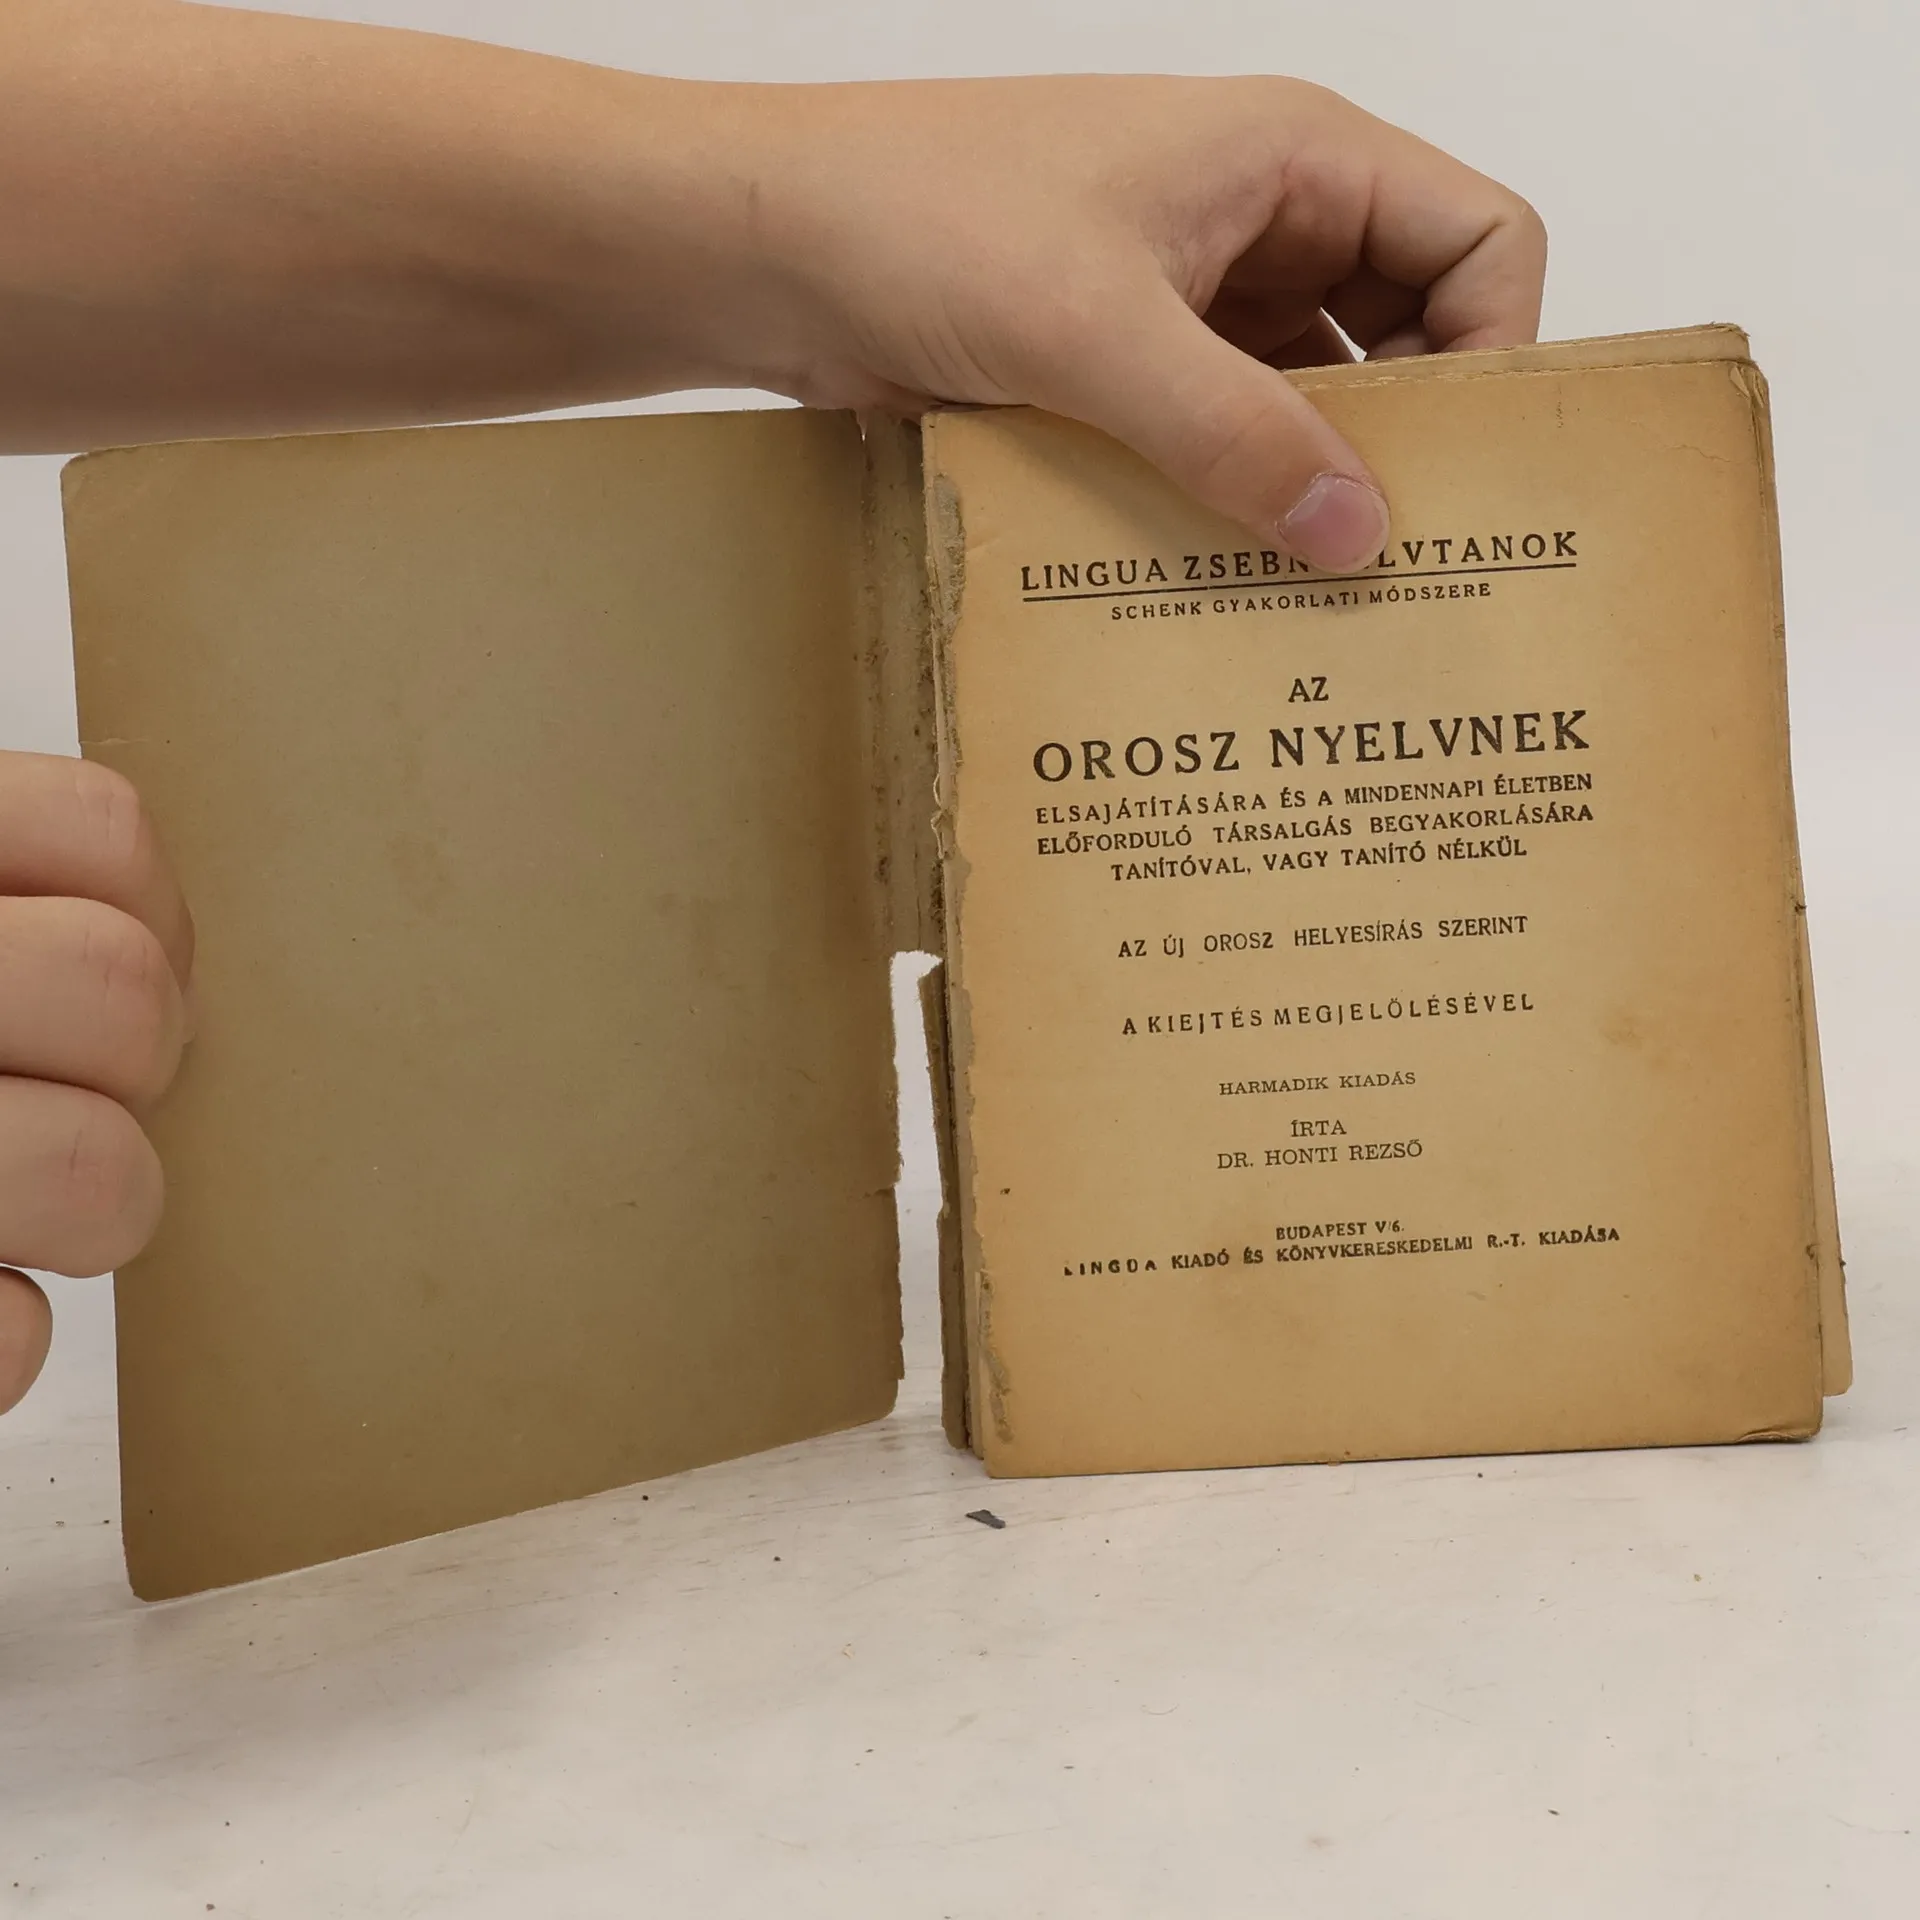 LINGUA
SCHENK GYAKORLATI MÓDSZERE
AZ
OROSZ NYELVNEK
ELSAJÁTÍTÁSÁRA ÉS A MINDENNAPI ÉLETBEN
ELŐFORDULÓ TÁRSALGÁS BEGYAKORLÁSÁRA
TANÍTÓVAL, VAGY TANÍTÓ NÉLKÜL
AZ ÚJ OROSZ HELYESÍRÁS SZERINT
A KIEJTÉS MEGJELÖLÉSÉVEL
HARMADIK KIADÁS
ÍRTA
DR. HONTI REZSŐ
BUDAPEST V/6.
LINGUA KIADÓ ÉS KÖNYVKERESKEDELMI R.-T. KIADÁSA